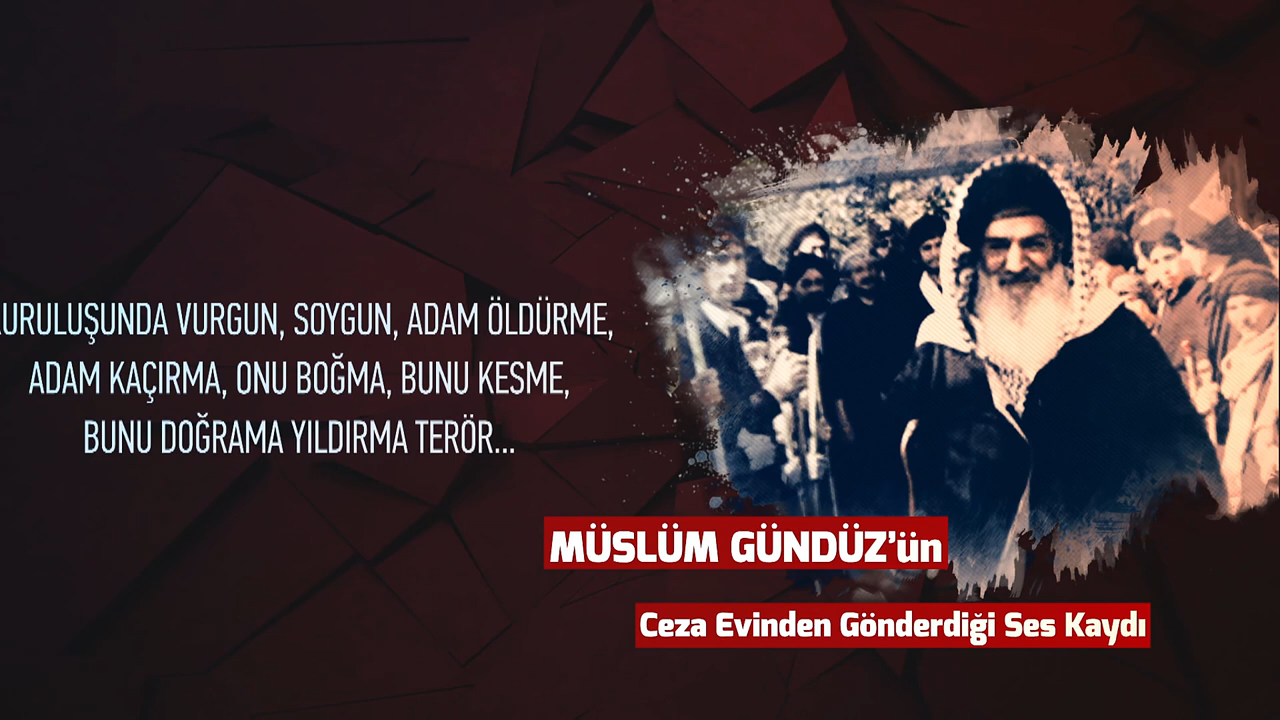 VURGUN, SOYGUN, ADAM ÖLDÜRME,
ADAM KAÇIRMA, ONU BOĞMA, BUNU KESME,
BUNU DOĞRAMA YILDIRMA TERÖR...
MÜSLÜM GÜNDÜZ'ün
Ceza Evinden Gönderdiği Ses Kaydı